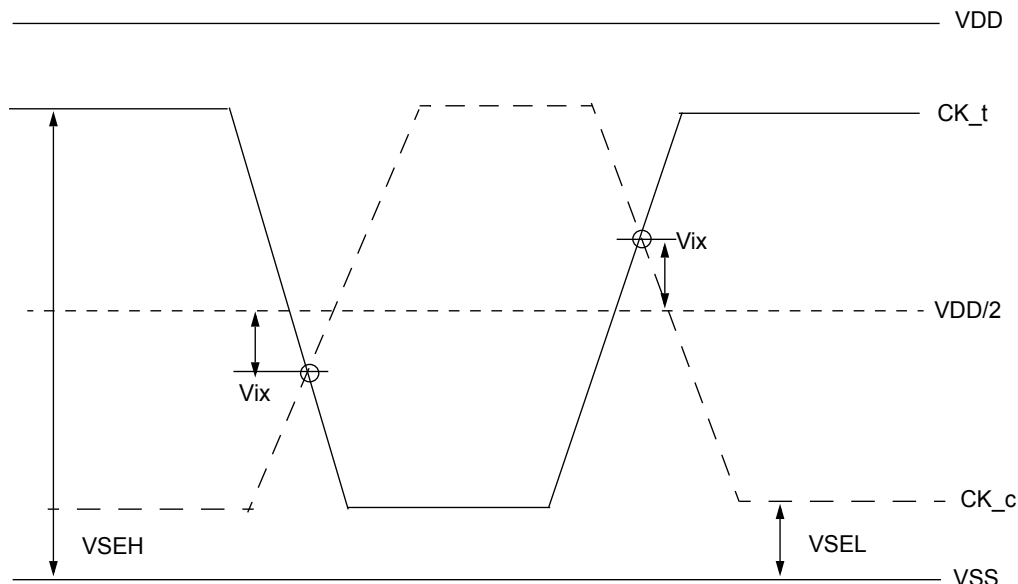 VDD
CK_t
Vix
VDD/2
Vix
CK_c
VSEH
VSEL
VSS